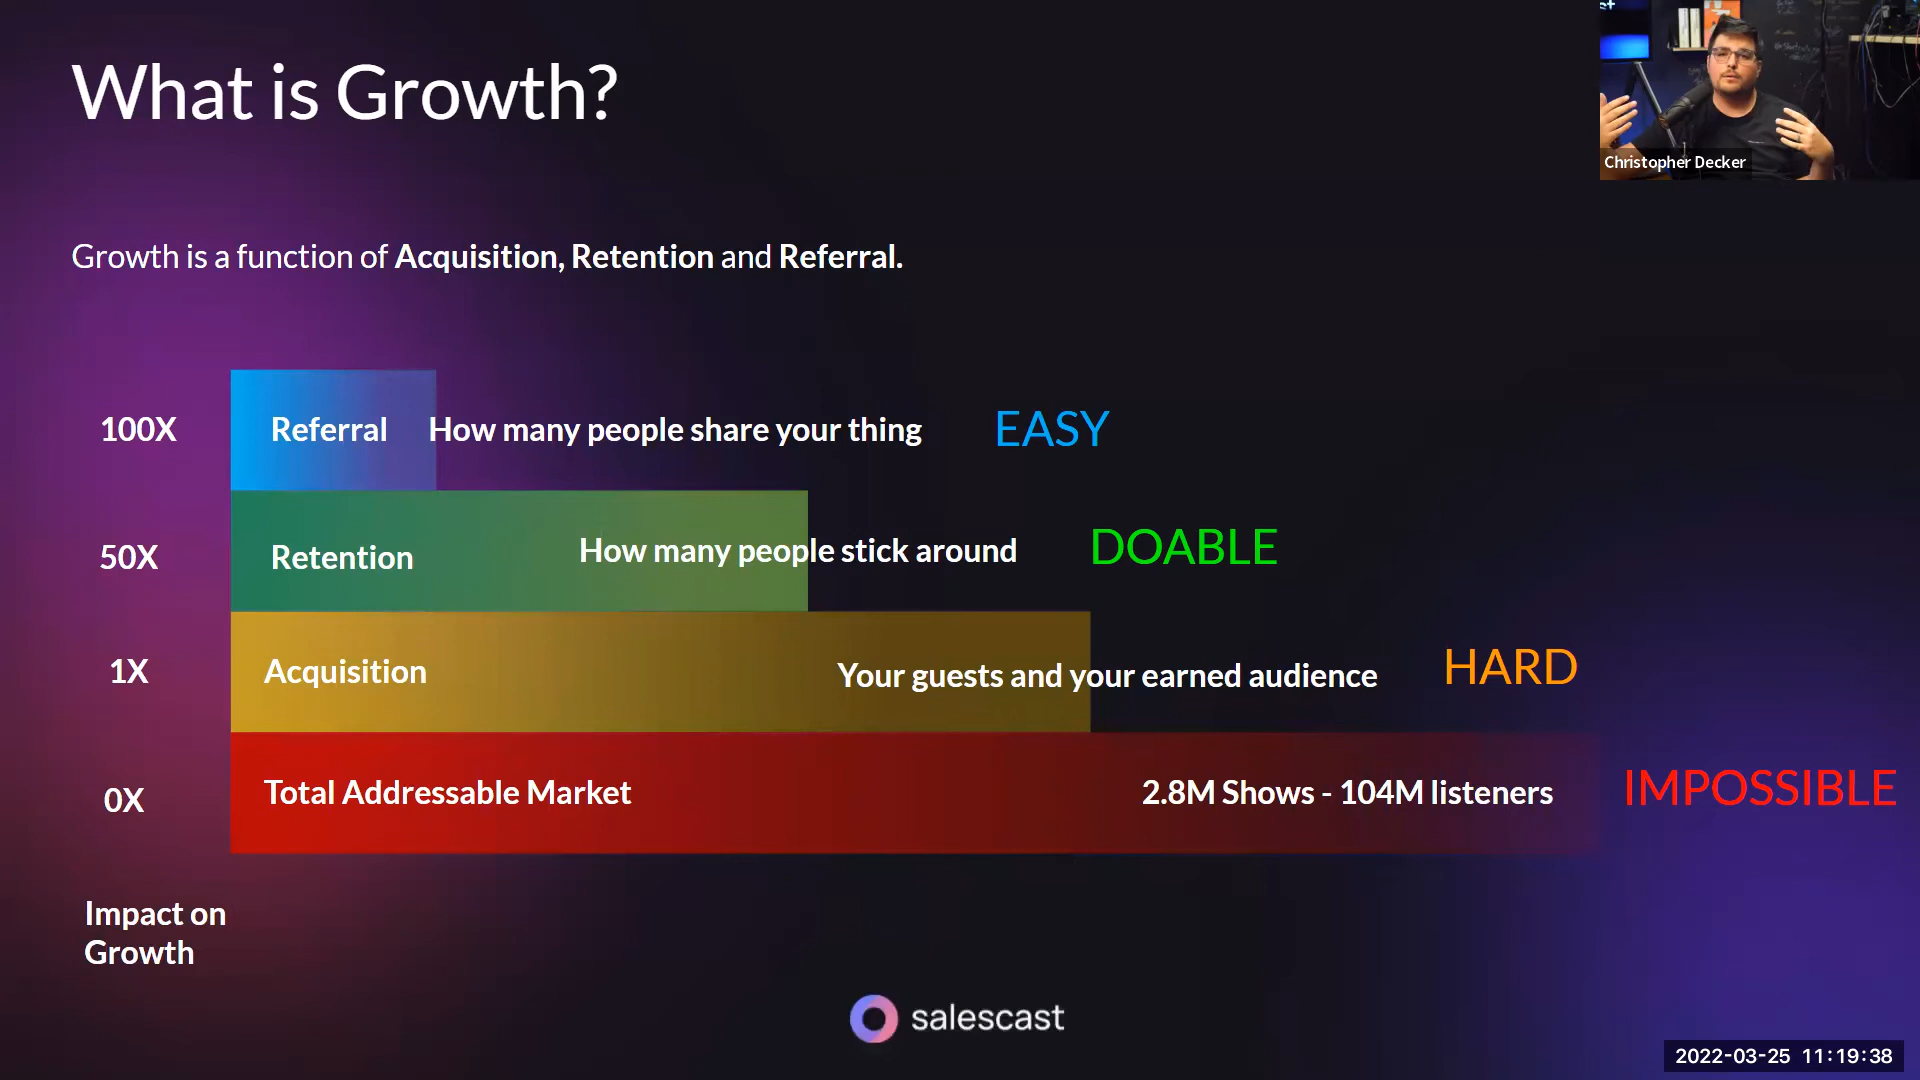 What is Growth?
Christopher Decker
Growth is a function of Acquisition, Retention and Referral.
100X Referral How many people share your thing EASY
50X Retention How many people stick around DOABLE
1X Acquisition Your guests and your earned audience HARD
0X Total Addressable Market 2.8M Shows - 104M listeners IMPOSSIBLE
Impact on
Growth
salescast
2022-03-25 11:19:38